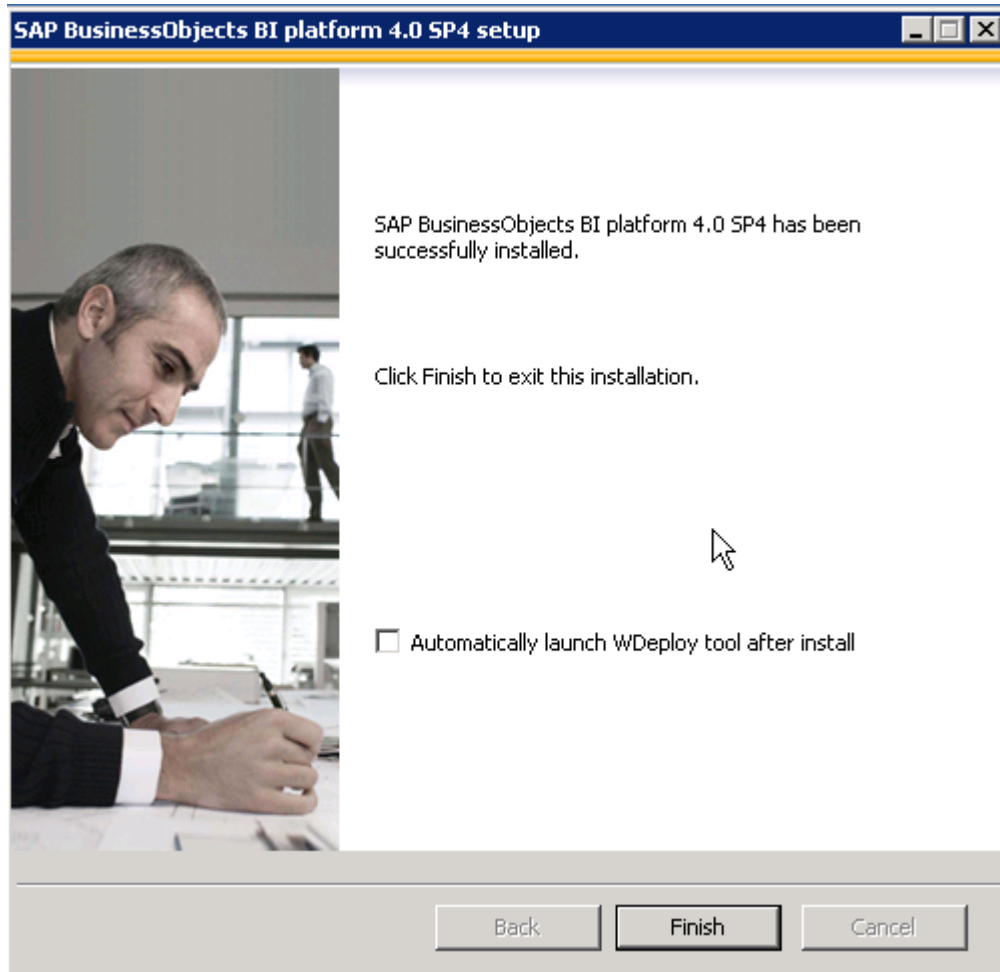 SAP BusinessObjects BI platform 4.0 SP4 setup
SAP BusinessObjects BI platform 4.0 SP4 has been
successfully installed.
Click Finish to exit this installation.
Automatically launch WDeploy tool after install
Back Finish Cancel